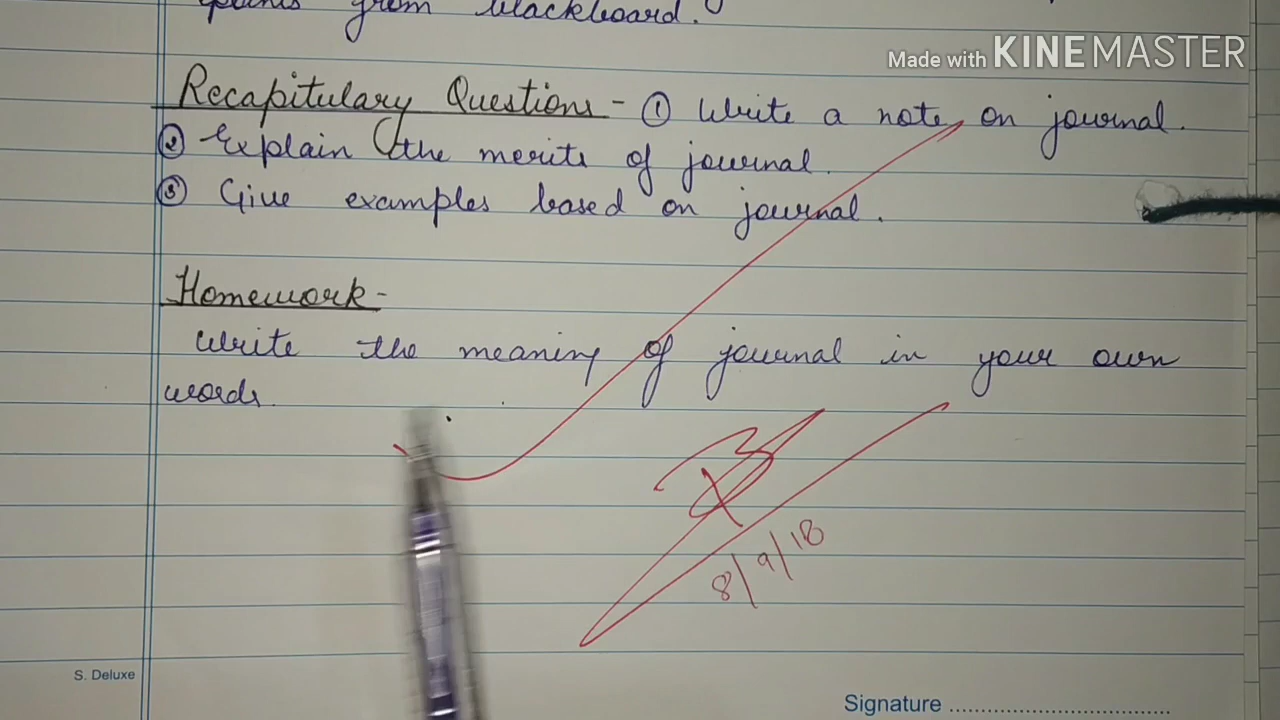 points from blackboard.
Made with KINEMASTER
Recapitulary Questions - ① Write a note on journal.
② Explain the merits of journal.
③ Give examples based on journal.
Homework-
Write the meaning of journal in your own
words.
8/9/18
S. Deluxe
Signature ......................................